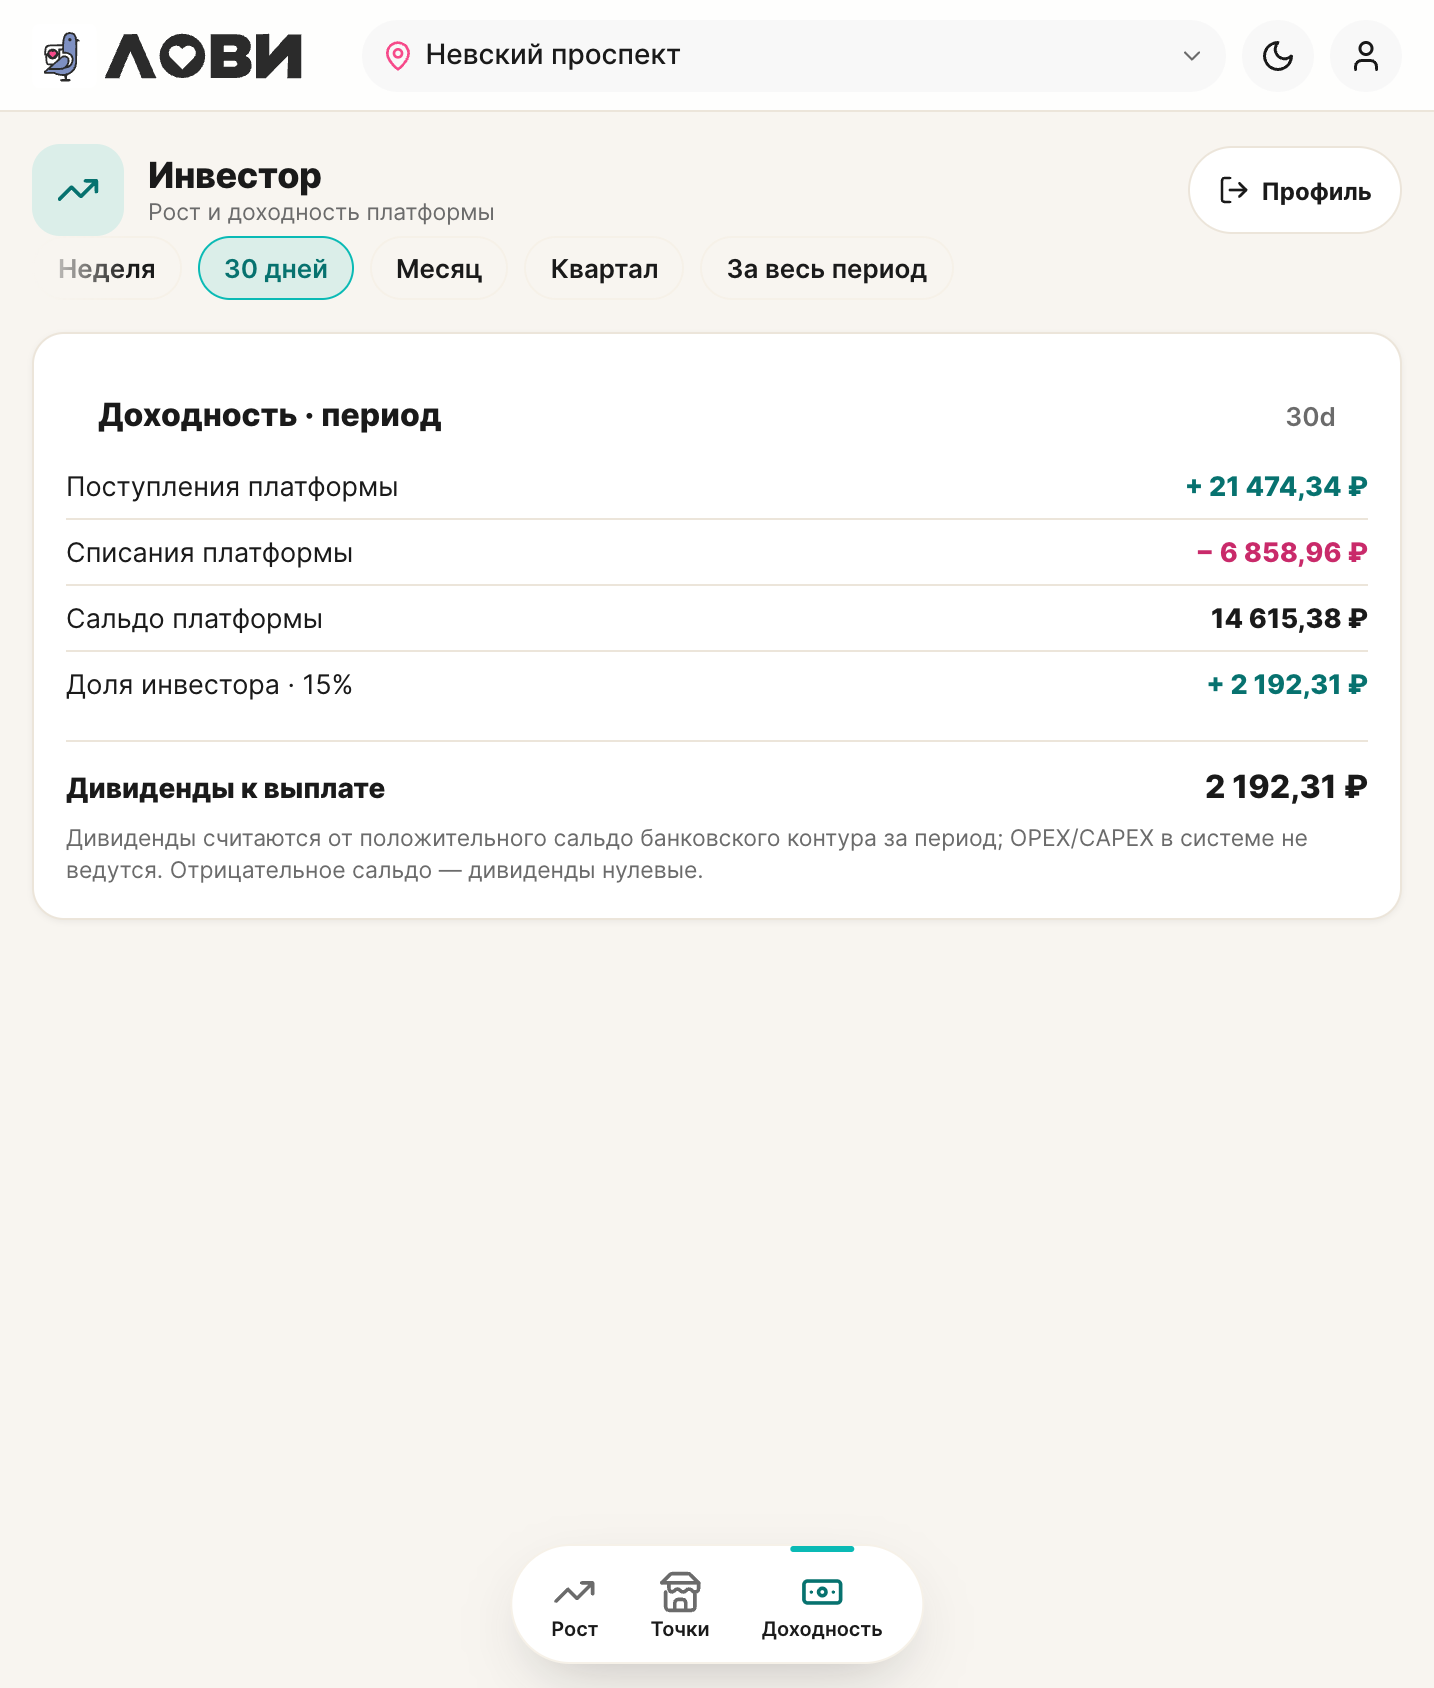 ЛОВИ
Невский проспект
Инвестор
Рост и доходность платформы
Профиль
Неделя
30 дней
Месяц
Квартал
За весь период
Доходность · период
30d
Поступления платформы
+ 21 474,34 ₽
Списания платформы
− 6 858,96 ₽
Сальдо платформы
14 615,38 ₽
Доля инвестора · 15%
+ 2 192,31 ₽
Дивиденды к выплате
2 192,31 ₽
Дивиденды считаются от положительного сальдо банковского контура за период; OPEX/CAPEX в системе не
ведутся. Отрицательное сальдо — дивиденды нулевые.
Рост
Точки
Доходность